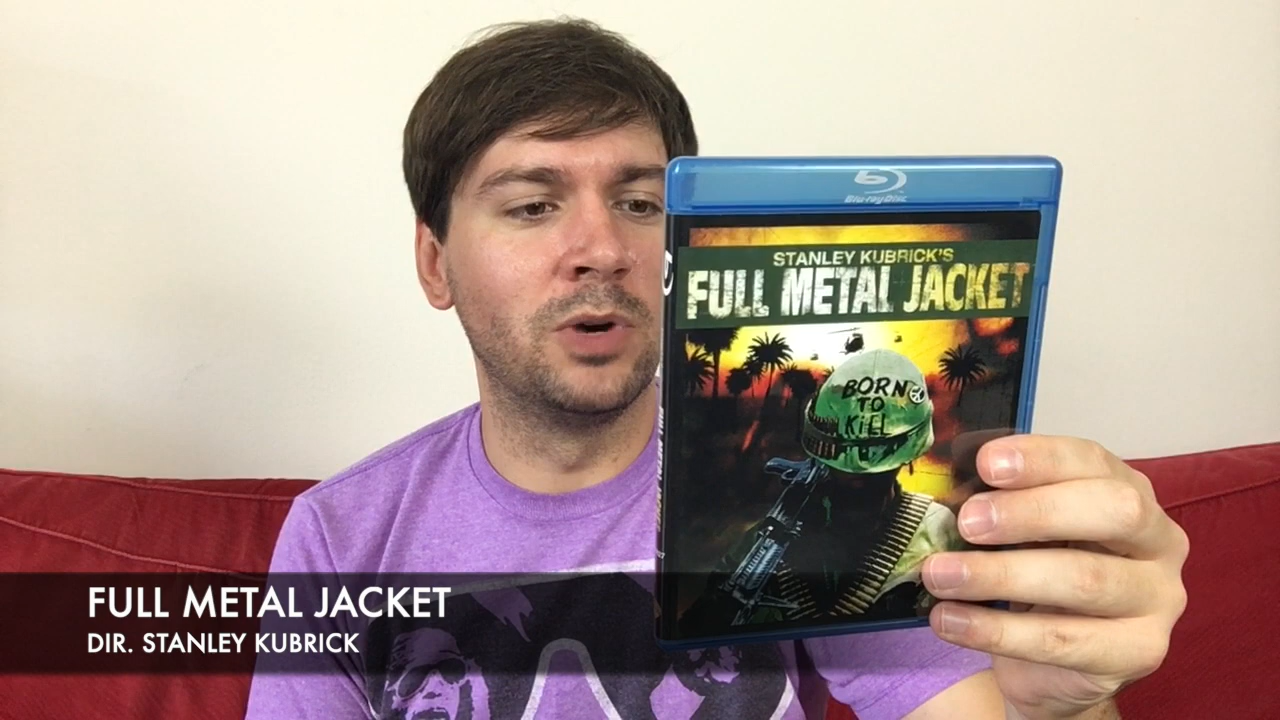 Blu-ray Disc
STANLEY KUBRICK'S
FULL METAL JACKET
BORN
TO
KiLL
FULL METAL JACKET
DIR. STANLEY KUBRICK